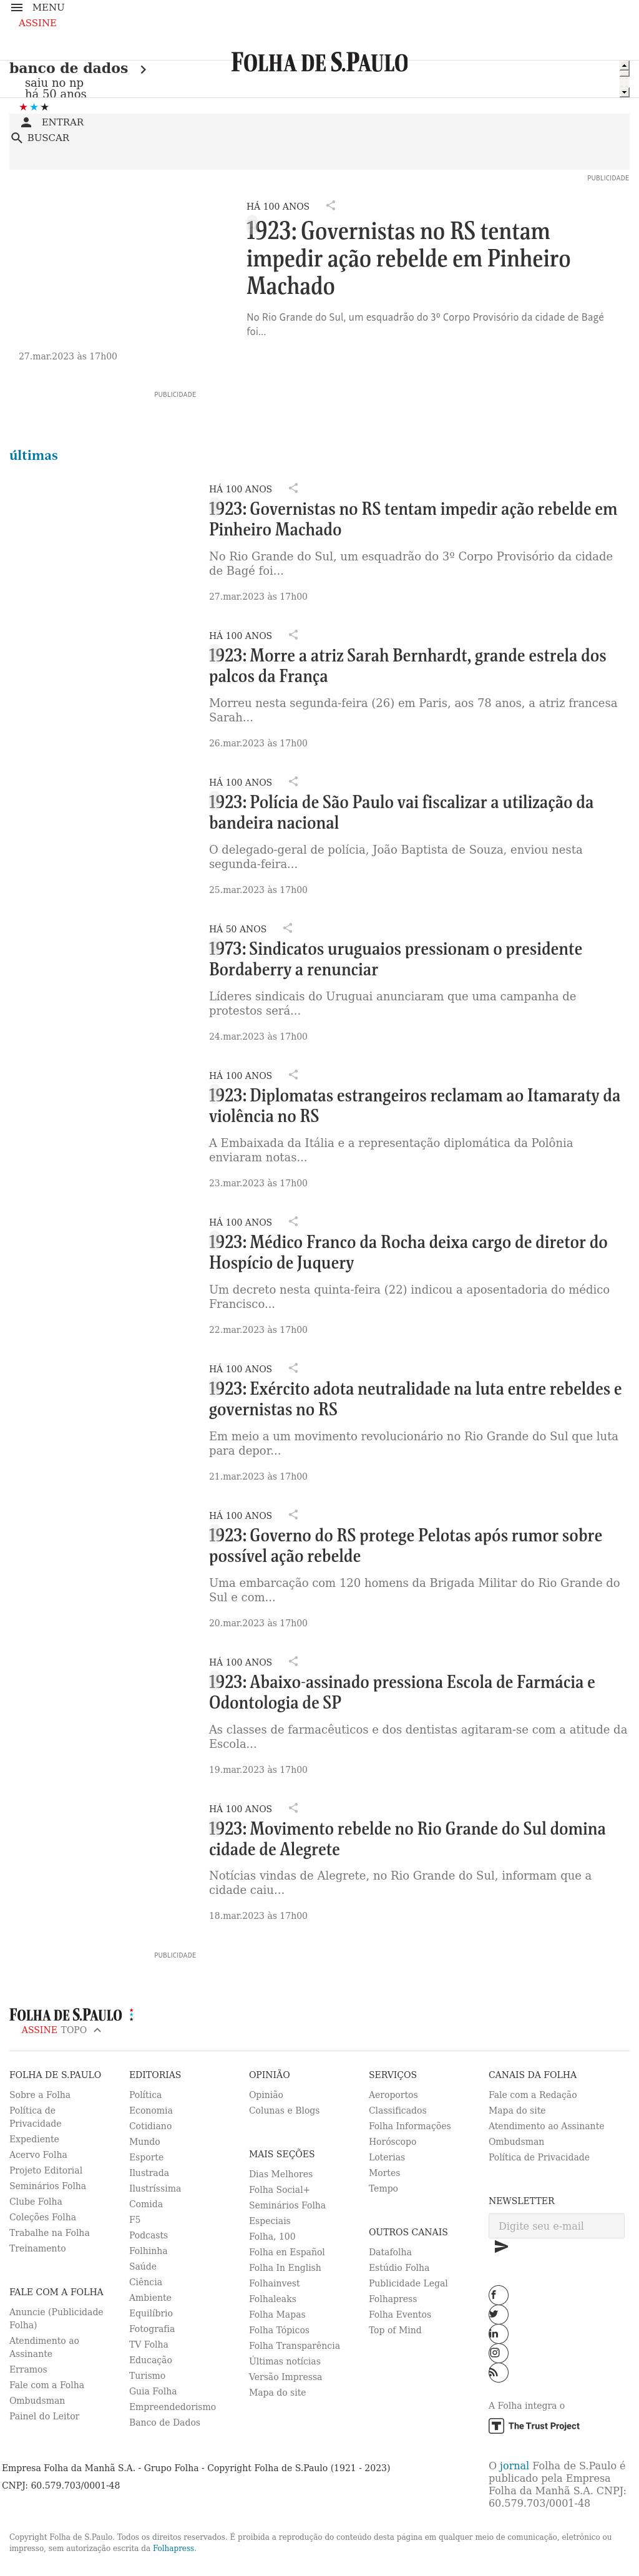 MENU
ASSINE
FOLHA DE S.PAULO
banco de dados
saiu no np
há 50 anos
ENTRAR
BUSCAR
PUBLICIDADE
HÁ 100 ANOS
1923: Governistas no RS tentam
impedir ação rebelde em Pinheiro
Machado
No Rio Grande do Sul, um esquadrão do 3º Corpo Provisório da cidade de Bagé
foi...
27.mar.2023 às 17h00
PUBLICIDADE
últimas
HÁ 100 ANOS
1923: Governistas no RS tentam impedir ação rebelde em
Pinheiro Machado
No Rio Grande do Sul, um esquadrão do 3º Corpo Provisório da cidade
de Bagé foi...
27.mar.2023 às 17h00
HÁ 100 ANOS
1923: Morre a atriz Sarah Bernhardt, grande estrela dos
palcos da França
Morreu nesta segunda-feira (26) em Paris, aos 78 anos, a atriz francesa
Sarah...
26.mar.2023 às 17h00
HÁ 100 ANOS
1923: Polícia de São Paulo vai fiscalizar a utilização da
bandeira nacional
O delegado-geral de polícia, João Baptista de Souza, enviou nesta
segunda-feira...
25.mar.2023 às 17h00
HÁ 50 ANOS
1973: Sindicatos uruguaios pressionam o presidente
Bordaberry a renunciar
Líderes sindicais do Uruguai anunciaram que uma campanha de
protestos será...
24.mar.2023 às 17h00
HÁ 100 ANOS
1923: Diplomatas estrangeiros reclamam ao Itamaraty da
violência no RS
A Embaixada da Itália e a representação diplomática da Polônia
enviaram notas...
23.mar.2023 às 17h00
HÁ 100 ANOS
1923: Médico Franco da Rocha deixa cargo de diretor do
Hospício de Juquery
Um decreto nesta quinta-feira (22) indicou a aposentadoria do médico
Francisco...
22.mar.2023 às 17h00
HÁ 100 ANOS
1923: Exército adota neutralidade na luta entre rebeldes e
governistas no RS
Em meio a um movimento revolucionário no Rio Grande do Sul que luta
para depor...
21.mar.2023 às 17h00
HÁ 100 ANOS
1923: Governo do RS protege Pelotas após rumor sobre
possível ação rebelde
Uma embarcação com 120 homens da Brigada Militar do Rio Grande do
Sul e com...
20.mar.2023 às 17h00
HÁ 100 ANOS
1923: Abaixo-assinado pressiona Escola de Farmácia e
Odontologia de SP
As classes de farmacêuticos e dos dentistas agitaram-se com a atitude da
Escola...
19.mar.2023 às 17h00
HÁ 100 ANOS
1923: Movimento rebelde no Rio Grande do Sul domina
cidade de Alegrete
Notícias vindas de Alegrete, no Rio Grande do Sul, informam que a
cidade caiu...
18.mar.2023 às 17h00
PUBLICIDADE
FOLHA DE S.PAULO
ASSINE TOPO
FOLHA DE S.PAULO
Sobre a Folha
Política de
Privacidade
Expediente
Acervo Folha
Projeto Editorial
Seminários Folha
Clube Folha
Coleções Folha
Trabalhe na Folha
Treinamento
FALE COM A FOLHA
Anuncie (Publicidade
Folha)
Atendimento ao
Assinante
Erramos
Fale com a Folha
Ombudsman
Painel do Leitor
EDITORIAS
Política
Economia
Cotidiano
Mundo
Esporte
Ilustrada
Ilustríssima
Comida
F5
Podcasts
Folhinha
Saúde
Ciência
Ambiente
Equilíbrio
Fotografia
TV Folha
Educação
Turismo
Guia Folha
Empreendedorismo
Banco de Dados
OPINIÃO
Opinião
Colunas e Blogs
MAIS SEÇÕES
Dias Melhores
Folha Social+
Seminários Folha
Especiais
Folha, 100
Folha en Español
Folha In English
Folhainvest
Folhaleaks
Folha Mapas
Folha Tópicos
Folha Transparência
Últimas notícias
Versão Impressa
Mapa do site
SERVIÇOS
Aeroportos
Classificados
Folha Informações
Horóscopo
Loterias
Mortes
Tempo
OUTROS CANAIS
Datafolha
Estúdio Folha
Publicidade Legal
Folhapress
Folha Eventos
Top of Mind
CANAIS DA FOLHA
Fale com a Redação
Mapa do site
Atendimento ao Assinante
Ombudsman
Política de Privacidade
NEWSLETTER
Digite seu e-mail
A Folha integra o
The Trust Project
O jornal Folha de S.Paulo é
publicado pela Empresa
Folha da Manhã S.A. CNPJ:
60.579.703/0001-48
Empresa Folha da Manhã S.A. - Grupo Folha - Copyright Folha de S.Paulo (1921 - 2023)
CNPJ: 60.579.703/0001-48
Copyright Folha de S.Paulo. Todos os direitos reservados. É proibida a reprodução do conteúdo desta página em qualquer meio de comunicação, eletrônico ou
impresso, sem autorização escrita da Folhapress.